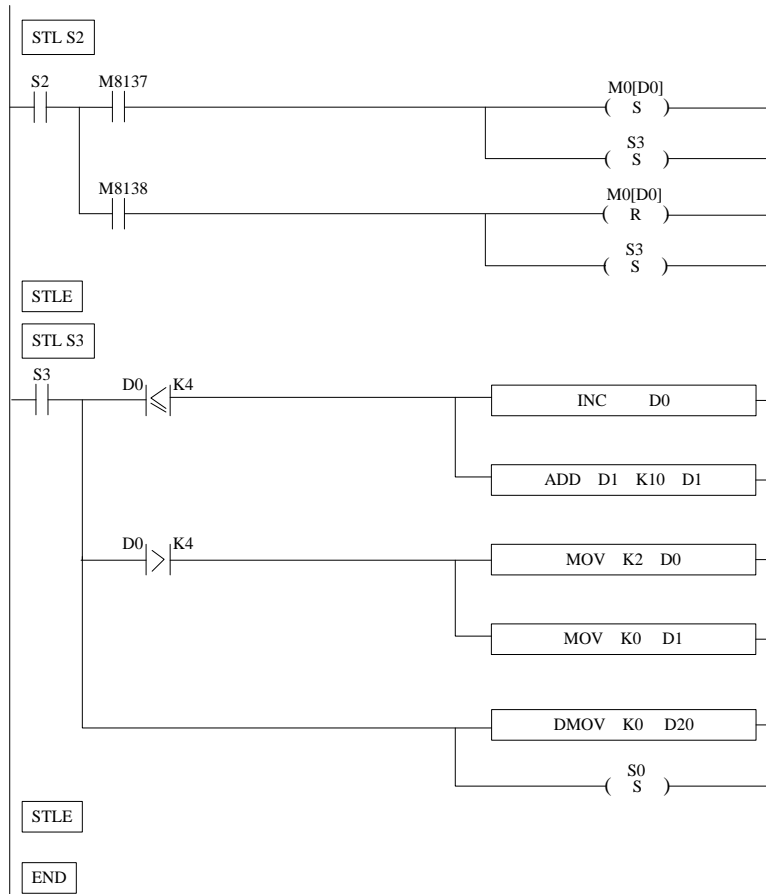 STL S2
S2 M8137 M0[D0]
S
S3
S
M8138 M0[D0]
R
S3
S
STLE
STL S3
S3
D0 K4
INC D0
ADD D1 K10 D1
D0 K4
MOV K2 D0
MOV K0 D1
DMOV K0 D20
S0
S
STLE
END